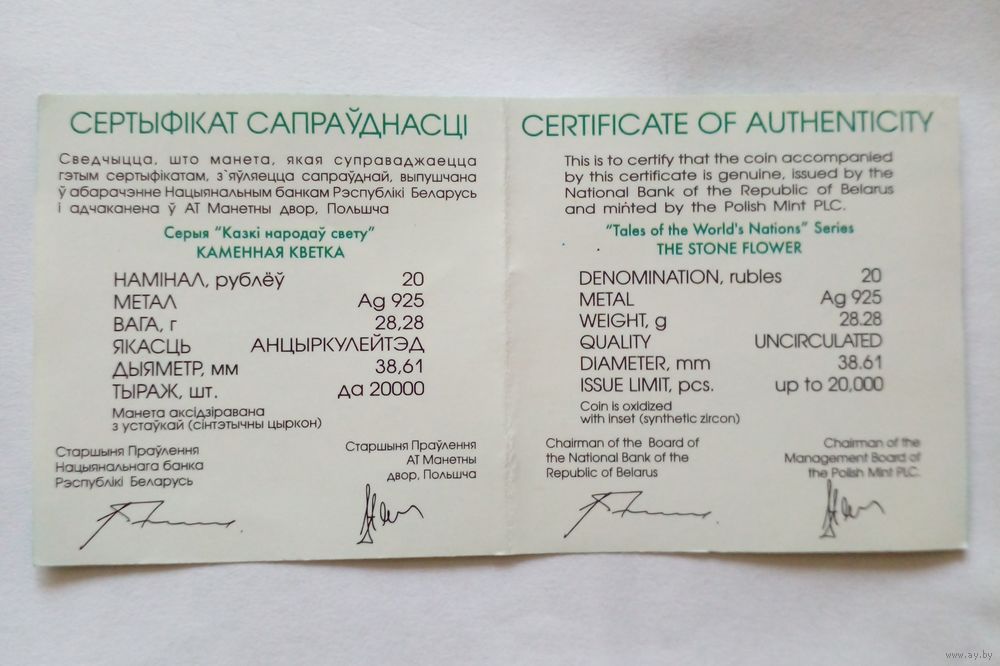 СЕРТЫФІКАТ САПРАЎДНАСЦІ
Сведчыцца, што манета, якая суправаджаецца
гэтым сертыфікатам, з`яўляецца сапраўднай, выпушчана
ў абарачэнне Нацыянальным банкам Рэспублікі Беларусь
і адчаканена ў АТ Манетны двор, Польшча
Серыя "Казкі народаў свету"
КАМЕННАЯ КВЕТКА
НАМІНАЛ, рублёў 20
МЕТАЛ Ag 925
ВАГА, г 28,28
ЯКАСЦЬ АНЦЫРКУЛЕЙТЭД
ДЫЯМЕТР, мм 38,61
ТЫРАЖ, шт. да 20000
Манета аксідзіравана
з устаўкай (сінтэтычны цыркон)
Старшыня Праўлення
Нацыянальнага банка
Рэспублікі Беларусь
Старшыня Праўлення
АТ Манетны
двор, Польшча
CERTIFICATE OF AUTHENTICITY
This is to certify that the coin accompanied
by this certificate is genuine, issued by the
National Bank of the Republic of Belarus
and minted by the Polish Mint PLC.
"Tales of the World's Nations" Series
THE STONE FLOWER
DENOMINATION, rubles 20
METAL Ag 925
WEIGHT, g 28.28
QUALITY UNCIRCULATED
DIAMETER, mm 38.61
ISSUE LIMIT, pcs. up to 20,000
Coin is oxidized
with inset (synthetic zircon)
Chairman of the Board of
the National Bank of the
Republic of Belarus
Chairman of the
Management Board of
the Polish Mint PLC.
www.ay.by